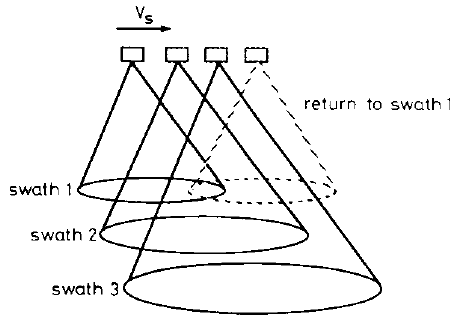 Vs
return to swath 1
swath 1
swath 2
swath 3